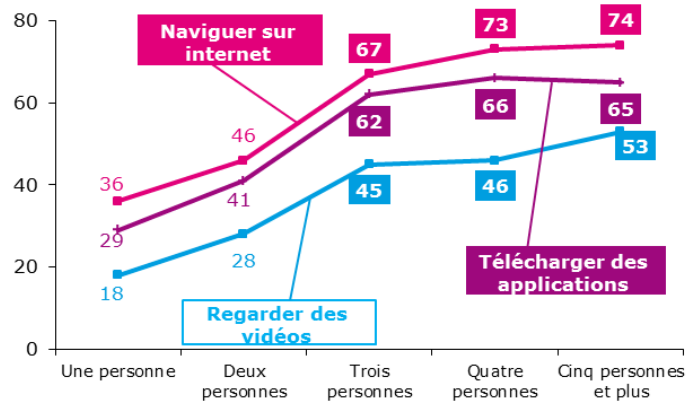 80
60
40
20
0
Naviguer sur
internet
67
73
74
46
36
62
66
65
41
29
53
45
46
28
18
Télécharger des
applications
Regarder des
vidéos
Une personne
Deux
personnes
Trois
personnes
Quatre
personnes
Cinq personnes
et plus